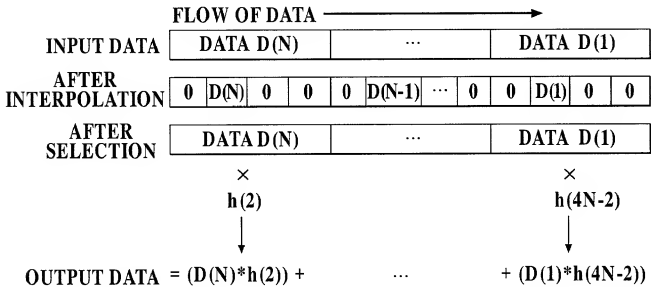 FLOW OF DATA
INPUT DATA DATA D(N) ... DATA D(1)
AFTER INTERPOLATION 0 D(N) 0 0 0 D(N-1) ... 0 0 D(1) 0 0
AFTER SELECTION DATA D(N) ... DATA D(1)
× ×
h(2) h(4N-2)
OUTPUT DATA = (D(N)*h(2)) + ... + (D(1)*h(4N-2))